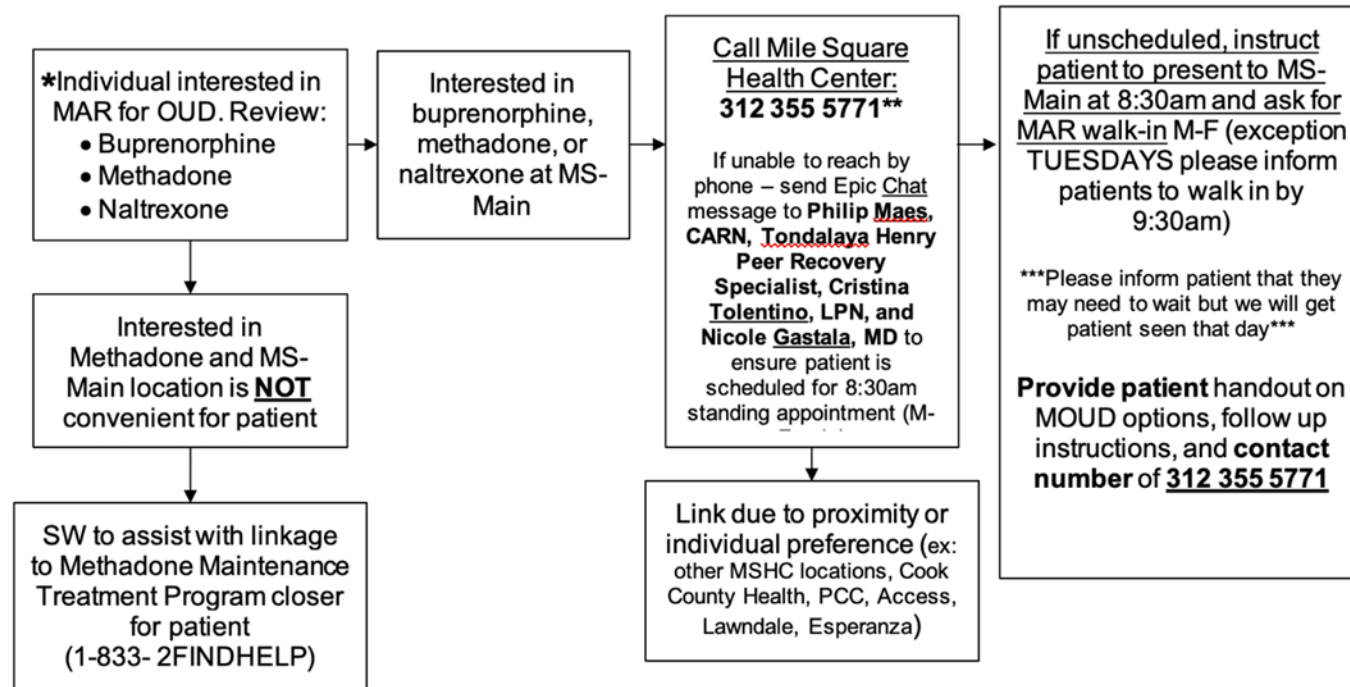 *Individual interested in
MAR for OUD. Review:
• Buprenorphine
• Methadone
• Naltrexone
Interested in
Methadone and MS-
Main location is NOT
convenient for patient
SW to assist with linkage
to Methadone Maintenance
Treatment Program closer
for patient
(1-833- 2FINDHELP)
Interested in
buprenorphine,
methadone, or
naltrexone at MS-
Main
Call Mile Square
Health Center:
312 355 5771**
If unable to reach by
phone – send Epic Chat
message to Philip Maes,
CARN, Tondalaya Henry
Peer Recovery
Specialist, Cristina
Tolentino, LPN, and
Nicole Gastala, MD to
ensure patient is
scheduled for 8:30am
standing appointment (M-
Link due to proximity or
individual preference (ex:
other MSHC locations, Cook
County Health, PCC, Access,
Lawndale, Esperanza)
If unscheduled, instruct
patient to present to MS-
Main at 8:30am and ask for
MAR walk-in M-F (exception
TUESDAYS please inform
patients to walk in by
9:30am)
***Please inform patient that they
may need to wait but we will get
patient seen that day***
Provide patient handout on
MOUD options, follow up
instructions, and contact
number of 312 355 5771